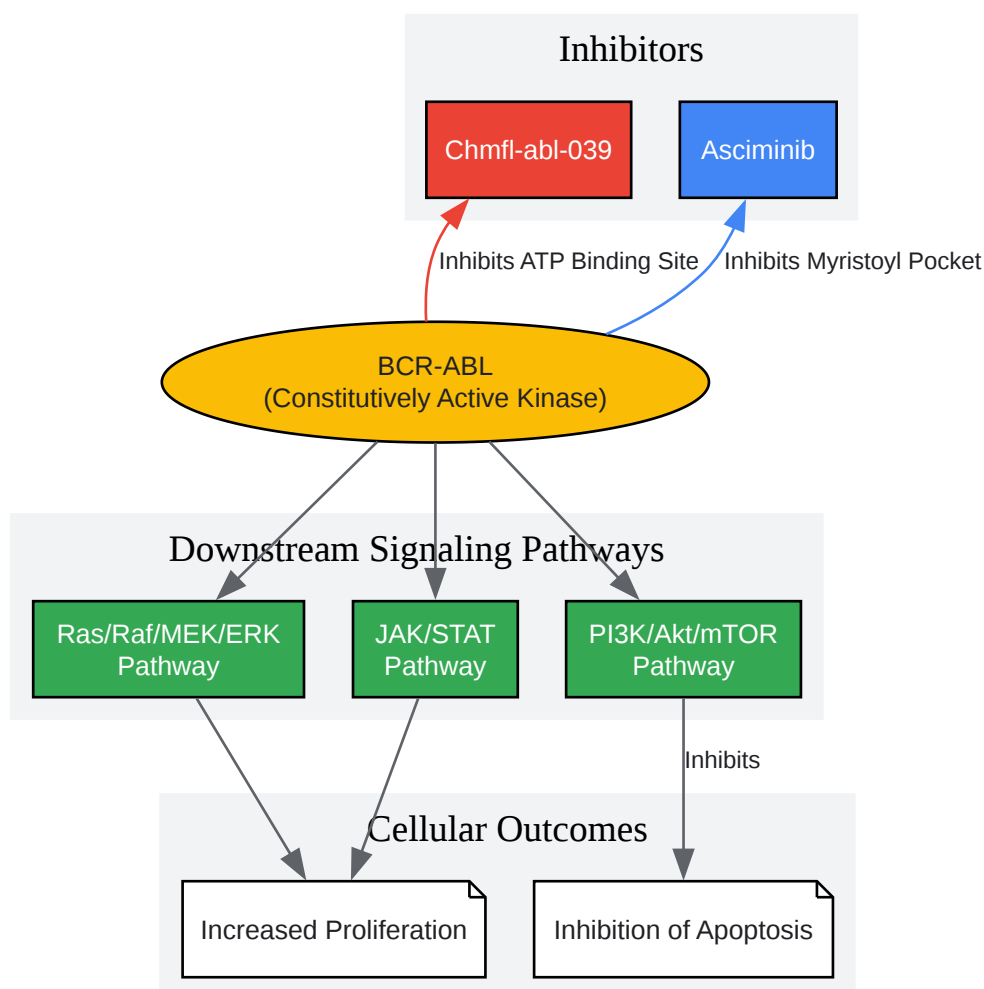 Inhibitors
Chmfl-abl-039
Asciminib
Inhibits ATP Binding Site
Inhibits Myristoyl Pocket
BCR-ABL
(Constitutively Active Kinase)
Downstream Signaling Pathways
Ras/Raf/MEK/ERK
Pathway
JAK/STAT
Pathway
PI3K/Akt/mTOR
Pathway
Inhibits
Cellular Outcomes
Increased Proliferation
Inhibition of Apoptosis